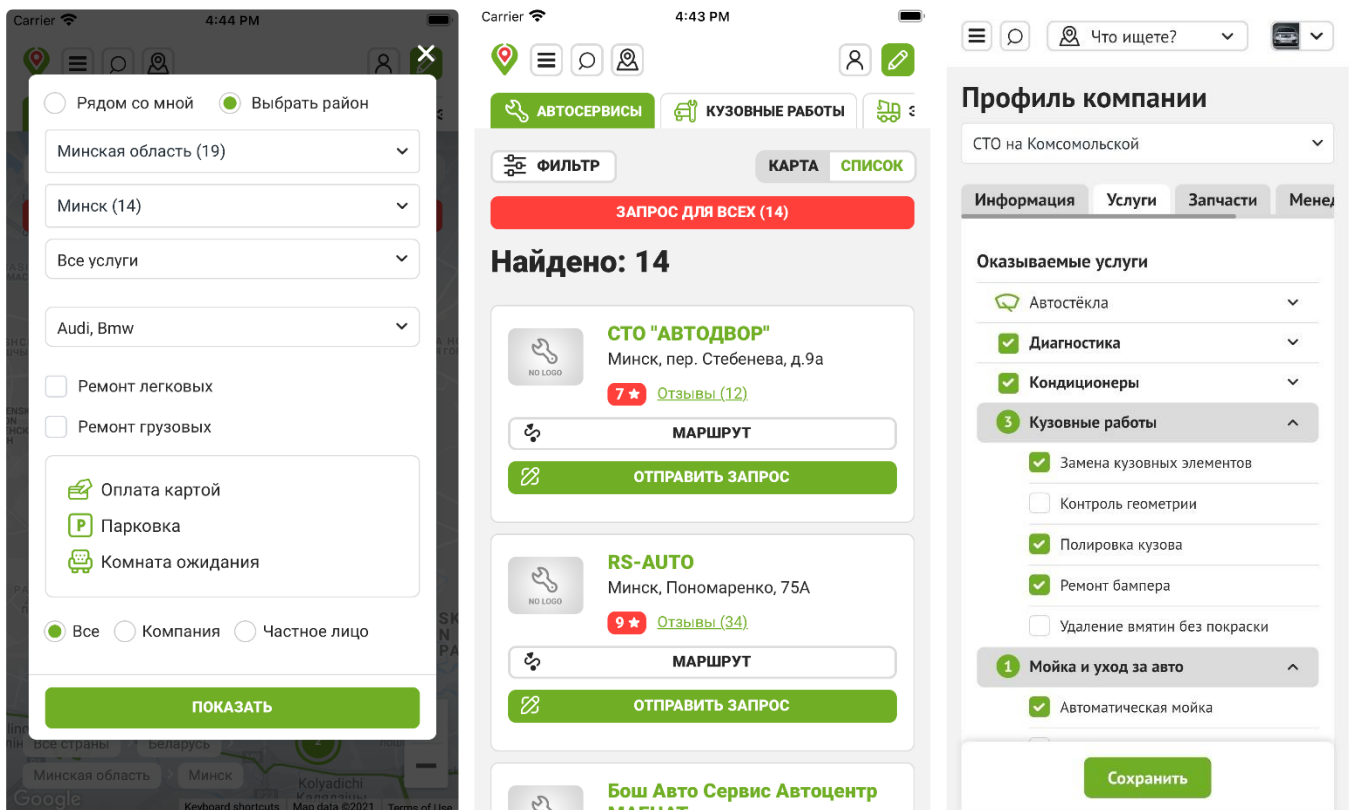 Carrier 4:44 PM
Рядом со мной Выбрать район
Минская область (19)
Минск (14)
Все услуги
Audi, Bmw
Ремонт легковых
Ремонт грузовых
Оплата картой
P Парковка
Комната ожидания
Все Компания Частное лицо
ПОКАЗАТЬ
Все страны Беларусь
2
Минская область Минск
Kolyadichi
Google
Keyboard shortcuts Map data ©2021 Terms of Use
Carrier 4:43 PM
АВТОСЕРВИСЫ КУЗОВНЫЕ РАБОТЫ
ФИЛЬТР КАРТА СПИСОК
ЗАПРОС ДЛЯ ВСЕХ (14)
Найдено: 14
СТО "АВТОДВОР"
Минск, пер. Стебенева, д.9а
NO LOGO
7 Отзывы (12)
МАРШРУТ
ОТПРАВИТЬ ЗАПРОС
RS-AUTO
Минск, Пономаренко, 75А
NO LOGO
9 Отзывы (34)
МАРШРУТ
ОТПРАВИТЬ ЗАПРОС
Бош Авто Сервис Автоцентр
Что ищете?
Профиль компании
СТО на Комсомольской
Информация Услуги Запчасти Менед
Оказываемые услуги
Автостёкла
Диагностика
Кондиционеры
3 Кузовные работы
Замена кузовных элементов
Контроль геометрии
Полировка кузова
Ремонт бампера
Удаление вмятин без покраски
1 Мойка и уход за авто
Автоматическая мойка
Сохранить